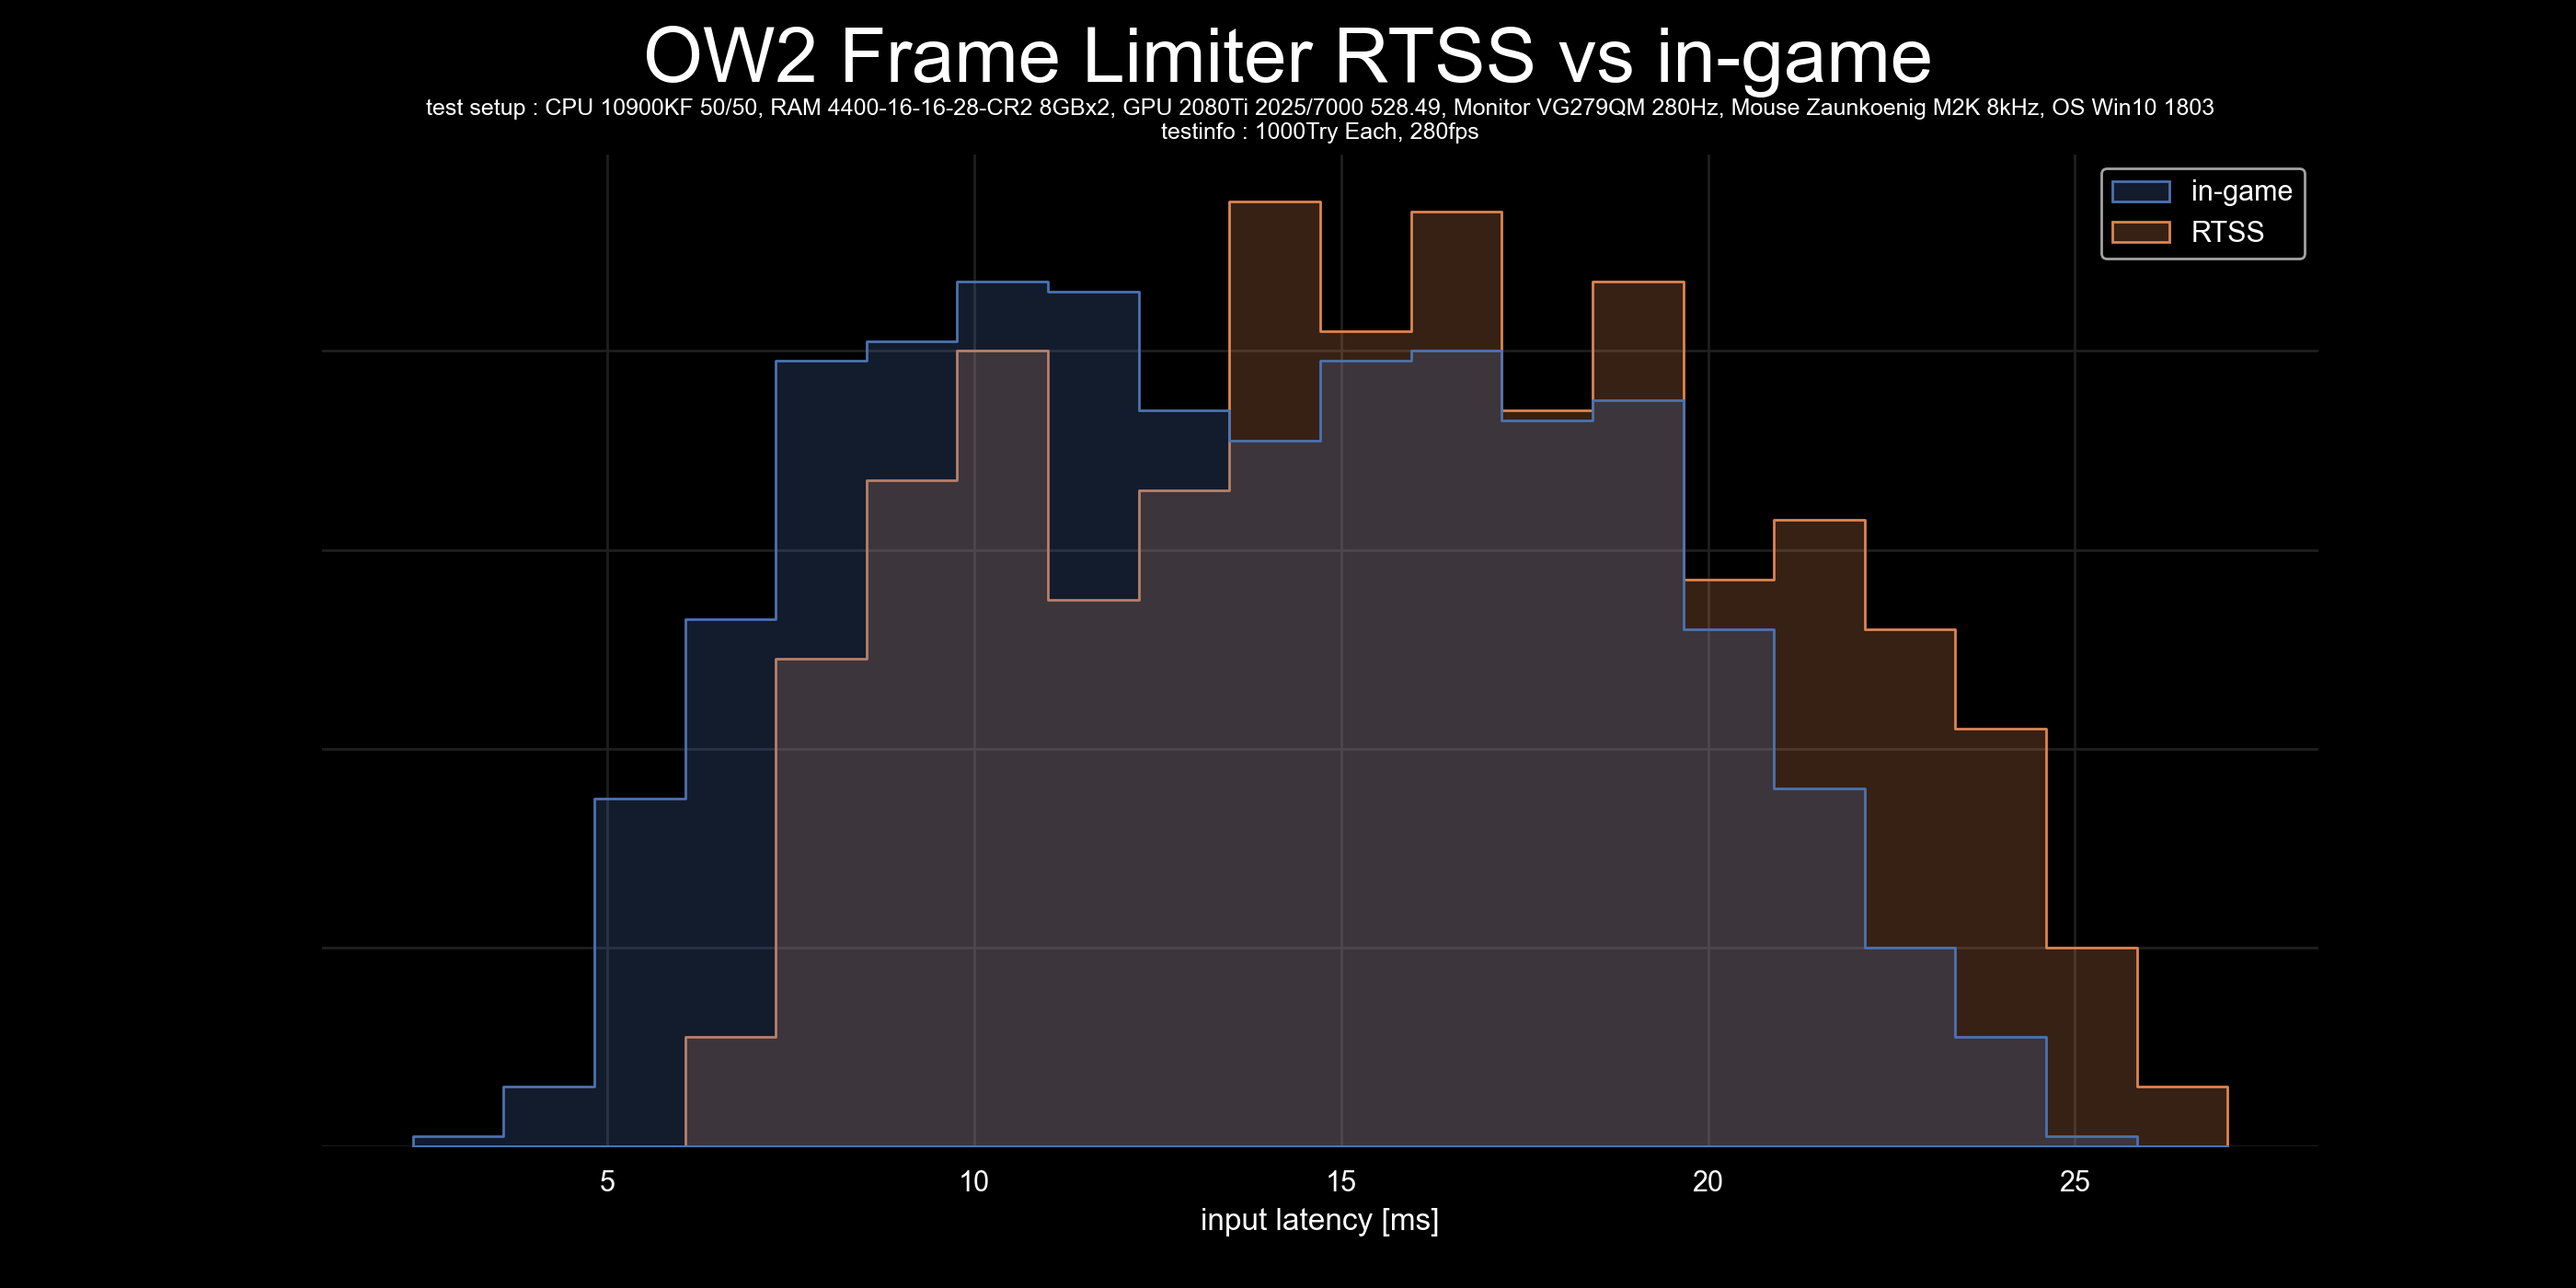 OW2 Frame Limiter RTSS vs in-game
test setup : CPU 10900KF 50/50, RAM 4400-16-16-28-CR2 8GBx2, GPU 2080Ti 2025/7000 528.49, Monitor VG279QM 280Hz, Mouse Zaunkoenig M2K 8kHz, OS Win10 1803
testinfo : 1000Try Each, 280fps
in-game
RTSS
5 10 15 20 25
input latency [ms]